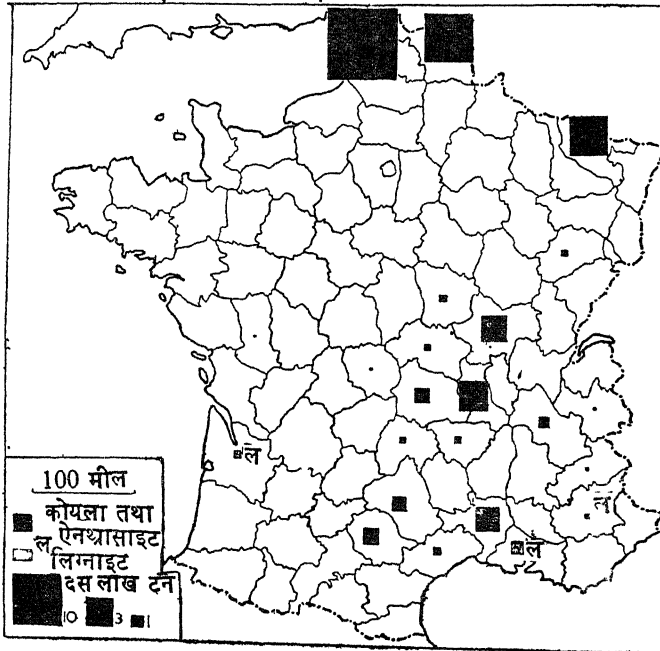 ल
ल
ल
100 मील
कोयला तथा
ल ऐनथ्रासाइट
लिग्नाइट
दस लाख टन
10 3 1